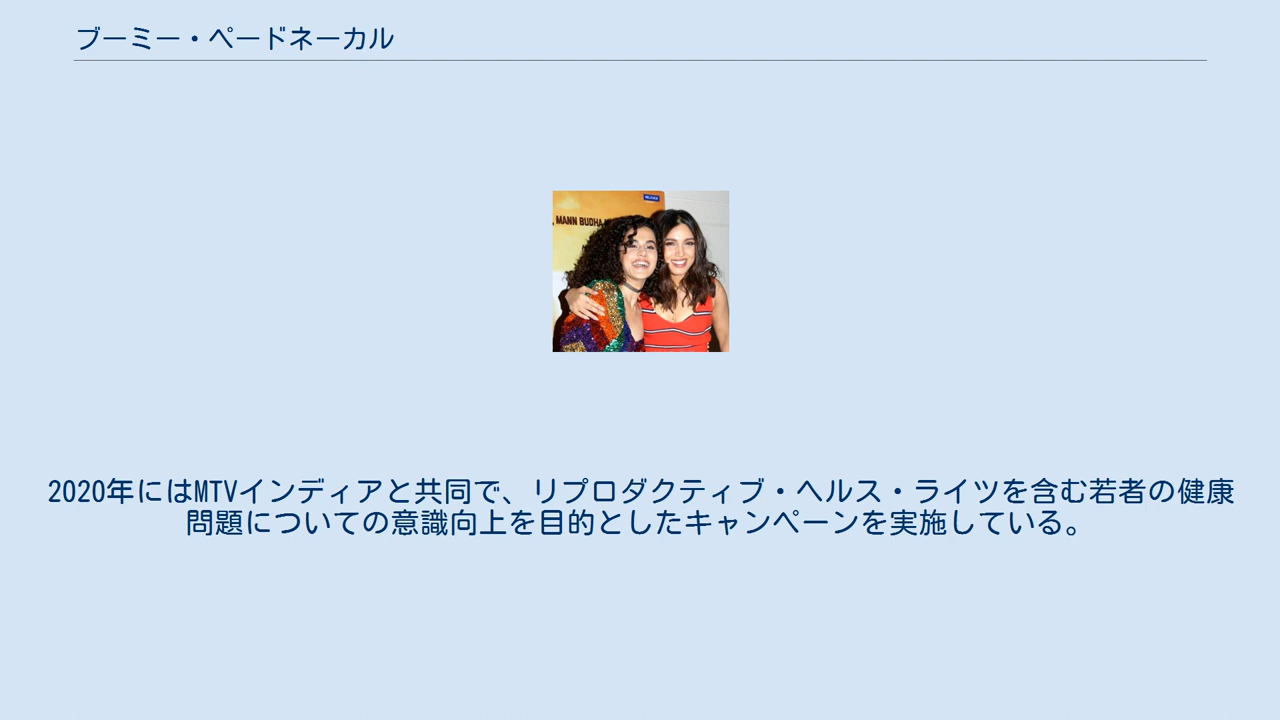 ブーミー・ペードネーカル
MANN BUDHA
2020年にはMTVインディアと共同で、リプロダクティブ・ヘルス・ライツを含む若者の健康
問題についての意識向上を目的としたキャンペーンを実施している。